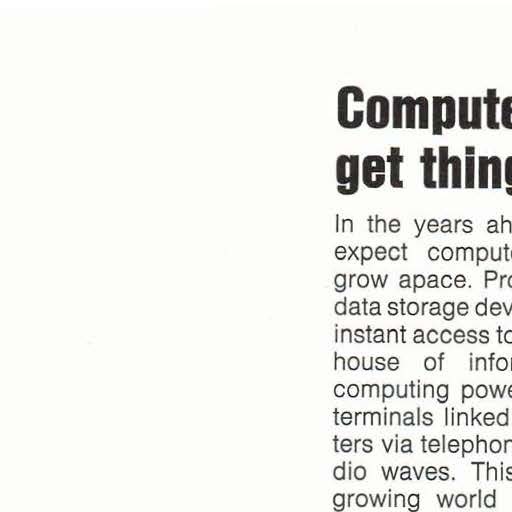 Compute
get thing
In the years ah
expect compute
grow apace. Pro
data storage dev
instant access to
house of infor
computing powe
terminals linked
ters via telephon
dio waves. This
growing world